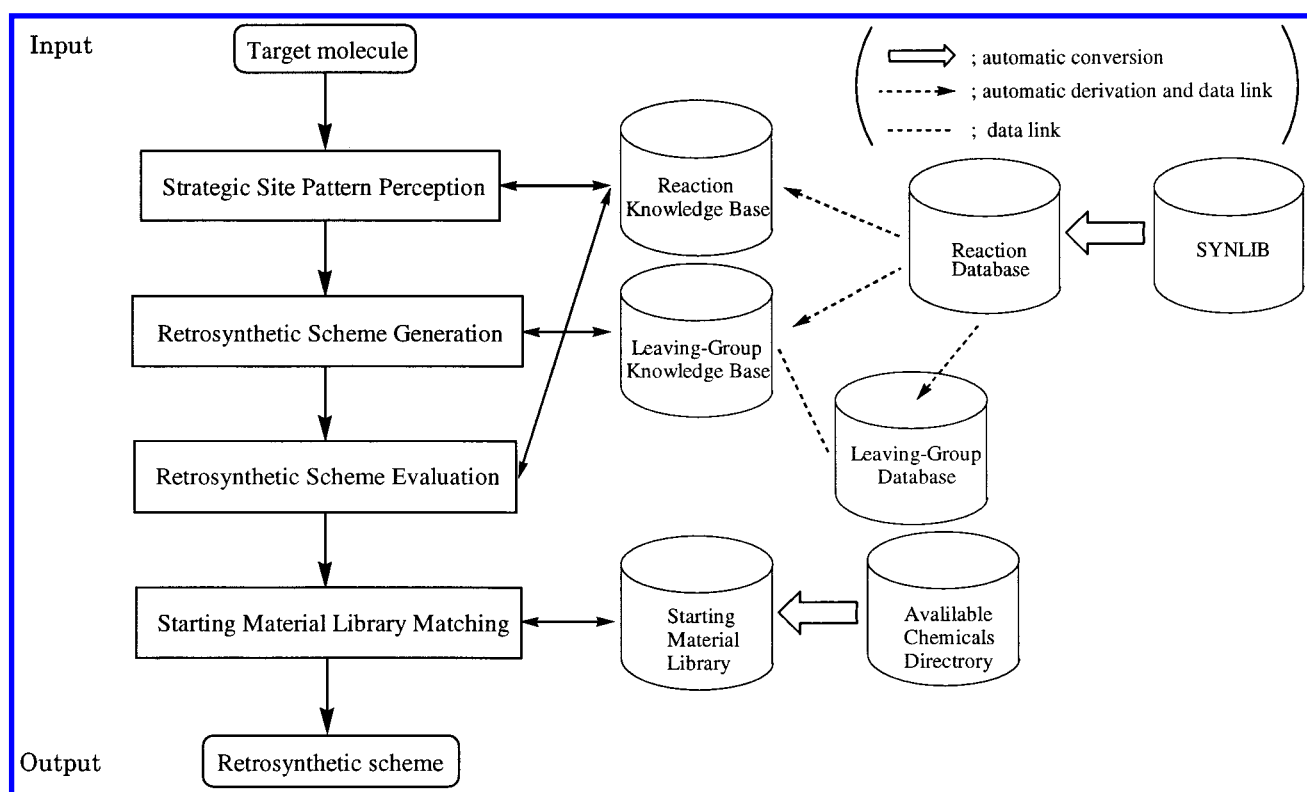 Input
Target molecule
; automatic conversion
; automatic derivation and data link
; data link
Strategic Site Pattern Perception
Reaction
Knowledge Base
Reaction
Database
SYNLIB
Retrosynthetic Scheme Generation
Leaving-Group
Knowledge Base
Retrosynthetic Scheme Evaluation
Leaving-Group
Database
Starting Material Library Matching
Starting
Material
Library
Avalilable
Chemicals
Directrory
Output
Retrosynthetic scheme